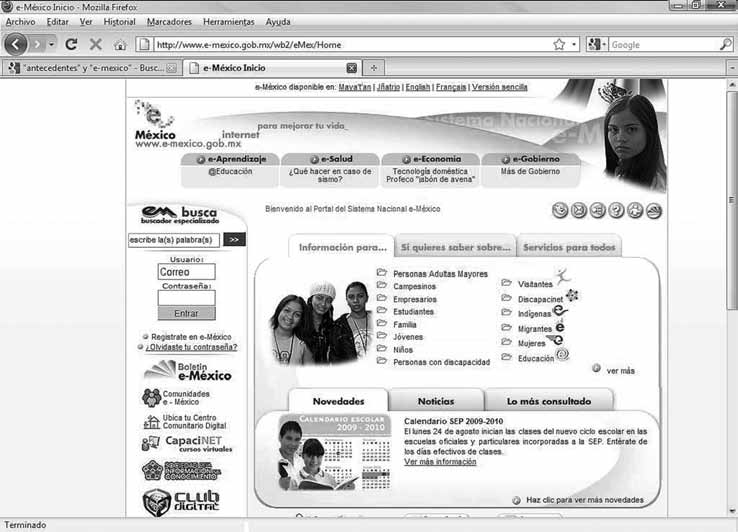 e-México Inicio - Mozilla Firefox
Archivo Editar Ver Historial Marcadores Herramientas Ayuda
http://www.e-mexico.gob.mx/wb2/eMex/Home
Google
"antecedentes" y "e-mexico" - Busc...
e-México Inicio
e-México disponible en: Maya'T'an | Jñatrio | English | Français | Versión sencilla
Sistema Nacional
e-M
e
México
internet
para mejorar tu vida
www.e-mexico.gob.mx
e-Aprendizaje
e-Salud
e-Economía
e-Gobierno
@Educación
¿Qué hacer en caso de sismo?
Tecnología doméstica
Profeco "jabón de avena"
Más de Gobierno
em busca
buscador especializado
Bienvenido al Portal del Sistema Nacional e-México
escribe la(s) palabra(s) >>
Usuario:
Correo
Contraseña:
Entrar
Registrate en e-México
¿Olvidaste tu contraseña?
Boletín
e-México
Comunidades
e - México
Ubica tu Centro
Comunitario Digital
CapaciNET
cursos virtuales
SOCIEDAD DE LA
INFORMACIÓN Y EL
CONOCIMIENTO
CLUB
DIGITAL
Información para...
Si quieres saber sobre...
Servicios para todos
Personas Adultas Mayores
Campesinos
Empresarios
Estudiantes
Familia
Jóvenes
Niños
Personas con discapacidad
Visitantes
Discapacinet
Indígenas
Migrantes
Mujeres
Educación
ver más
Novedades
Noticias
Lo más consultado
CALENDARIO ESCOLAR
2009 - 2010
Calendario SEP 2009-2010
El lunes 24 de agosto inician las clases del nuevo ciclo escolar en las
escuelas oficiales y particulares incorporadas a la SEP. Entérate de
los días efectivos de clases.
Ver más información
Haz clic para ver más novedades
Terminado